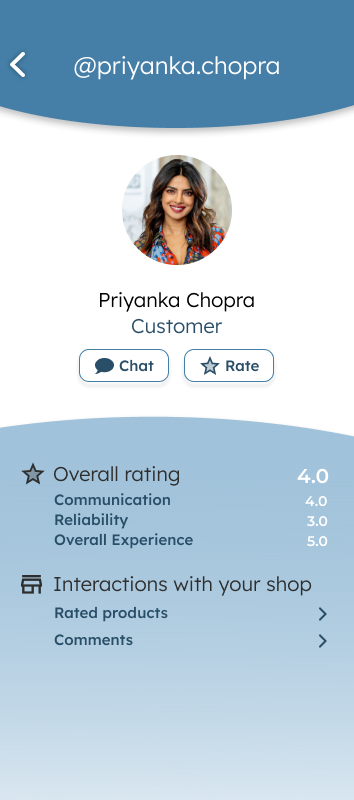 @priyanka.chopra
Priyanka Chopra
Customer
Chat
Rate
Overall rating 4.0
Communication 4.0
Reliability 3.0
Overall Experience 5.0
Interactions with your shop
Rated products
Comments